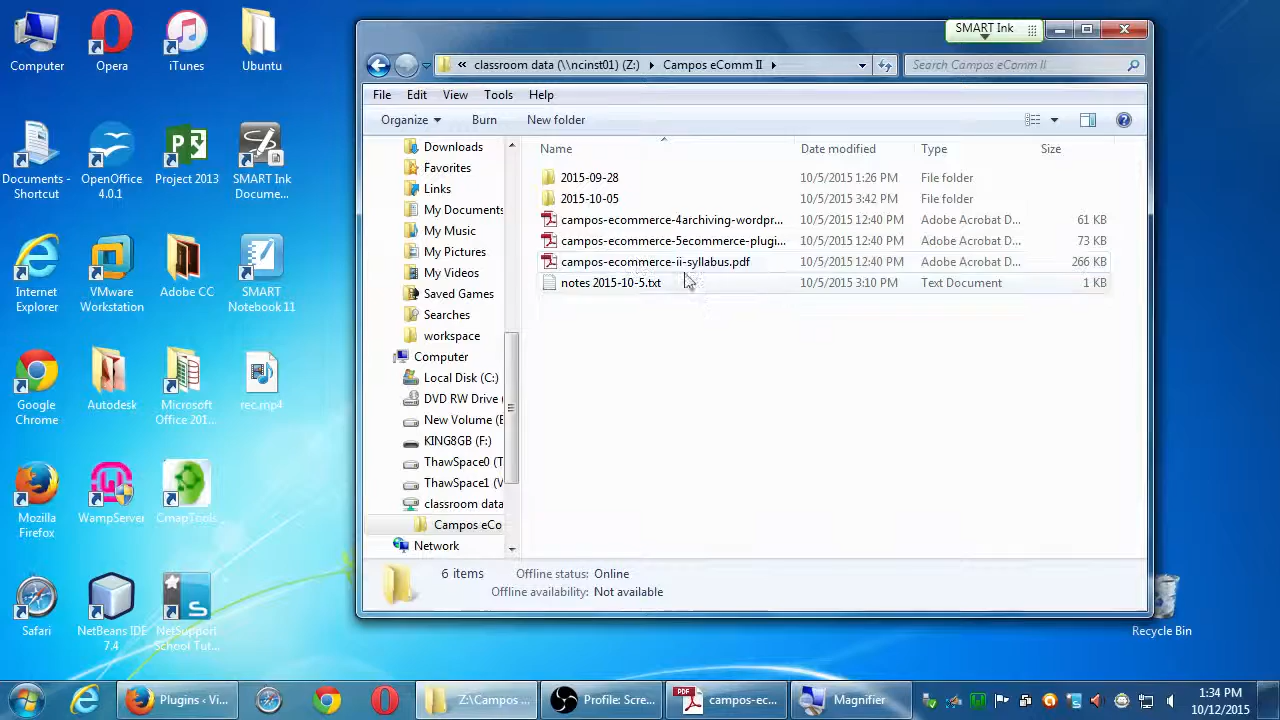 Computer
Opera
iTunes
Ubuntu
Documents -
Shortcut
OpenOffice
4.0.1
Project 2013
SMART Ink
Docume...
Internet
Explorer
VMware
Workstation
Adobe CC
SMART
Notebook 11
Google
Chrome
Autodesk
Microsoft
Office 201...
rec.mp4
Mozilla
Firefox
WampServer
CmapTools
Safari
NetBeans IDE
7.4
NetSupport
School Tut...
Recycle Bin
SMART Ink
« classroom data (\\ncinst01) (Z:) Campos eComm II
Search Campos eComm II
File Edit View Tools Help
Organize Burn New folder
Downloads
Favorites
Links
My Documents
My Music
My Pictures
My Videos
Saved Games
Searches
workspace
Computer
Local Disk (C:)
DVD RW Drive (
New Volume (E
KING8GB (F:)
ThawSpace0 (T
ThawSpace1 (V
classroom data
Campos eCo
Network
Name Date modified Type Size
2015-09-28 10/5/2015 1:26 PM File folder
2015-10-05 10/5/2015 3:42 PM File folder
campos-ecommerce-4archiving-wordpr... 10/5/2015 12:40 PM Adobe Acrobat D... 61 KB
campos-ecommerce-5ecommerce-plugi... 10/5/2015 12:40 PM Adobe Acrobat D... 73 KB
campos-ecommerce-ii-syllabus.pdf 10/5/2015 12:40 PM Adobe Acrobat D... 266 KB
notes 2015-10-5.txt 10/5/2015 3:10 PM Text Document 1 KB
6 items Offline status: Online
Offline availability: Not available
Plugins ‹ Vi...
Z:\Campos ...
Profile: Scre...
PDF
campos-ec...
Magnifier
1:34 PM
10/12/2015